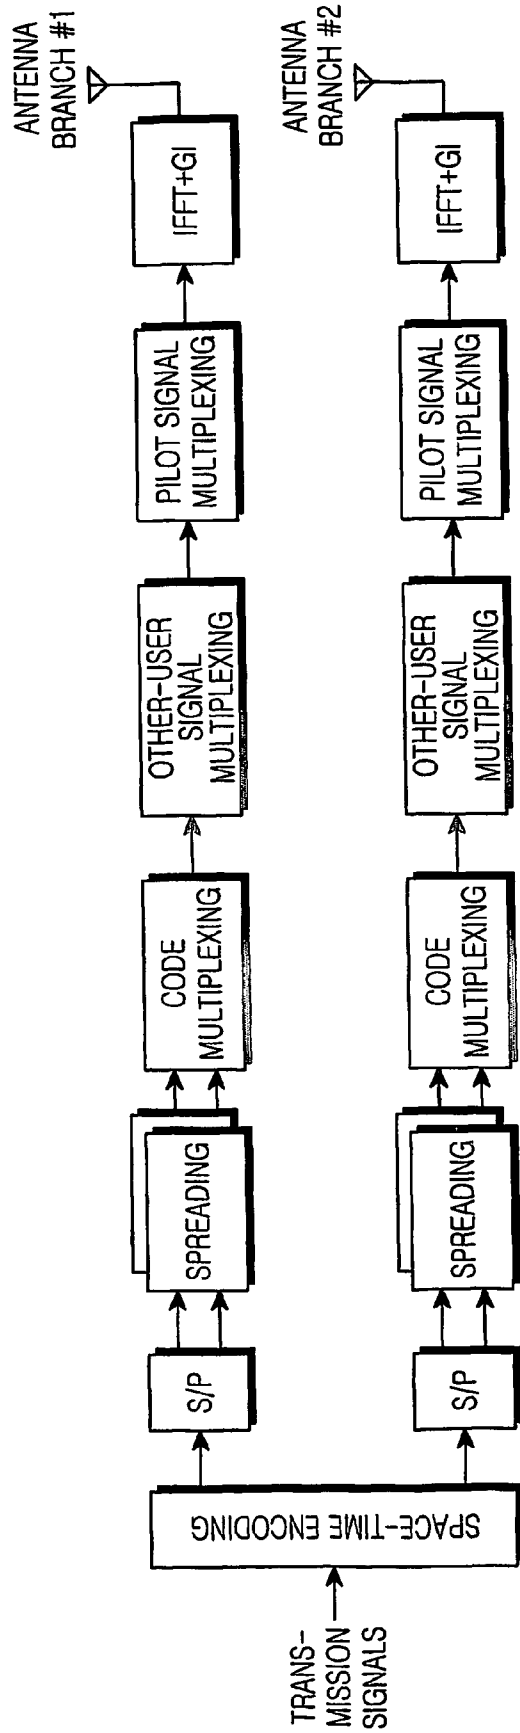 TRANS-
MISSION
SIGNALS
SPACE-TIME ENCODING
S/P
SPREADING
CODE
MULTIPLEXING
OTHER-USER
SIGNAL
MULTIPLEXING
PILOT SIGNAL
MULTIPLEXING
IFFT+GI
ANTENNA
BRANCH #1
S/P
SPREADING
CODE
MULTIPLEXING
OTHER-USER
SIGNAL
MULTIPLEXING
PILOT SIGNAL
MULTIPLEXING
IFFT+GI
ANTENNA
BRANCH #2